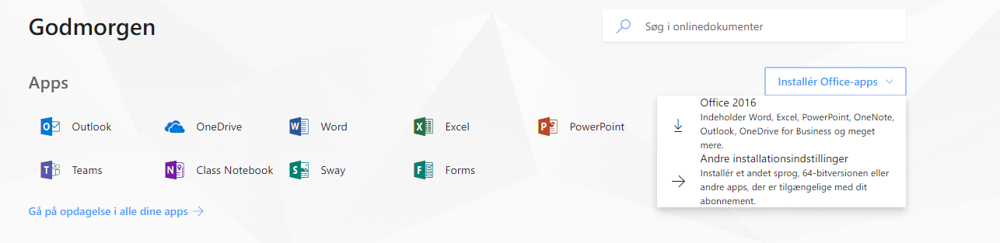 Godmorgen
Søg i onlinedokumenter
Apps
Installér Office-apps
Outlook
OneDrive
Word
Excel
PowerPoint
Teams
Class Notebook
Sway
Forms
Gå på opdagelse i alle dine apps
Office 2016
Indeholder Word, Excel, PowerPoint, OneNote,
Outlook, OneDrive for Business og meget
mere.
Andre installationsindstillinger
Installér et andet sprog, 64-bitversionen eller
andre apps, der er tilgængelige med dit
abonnement.